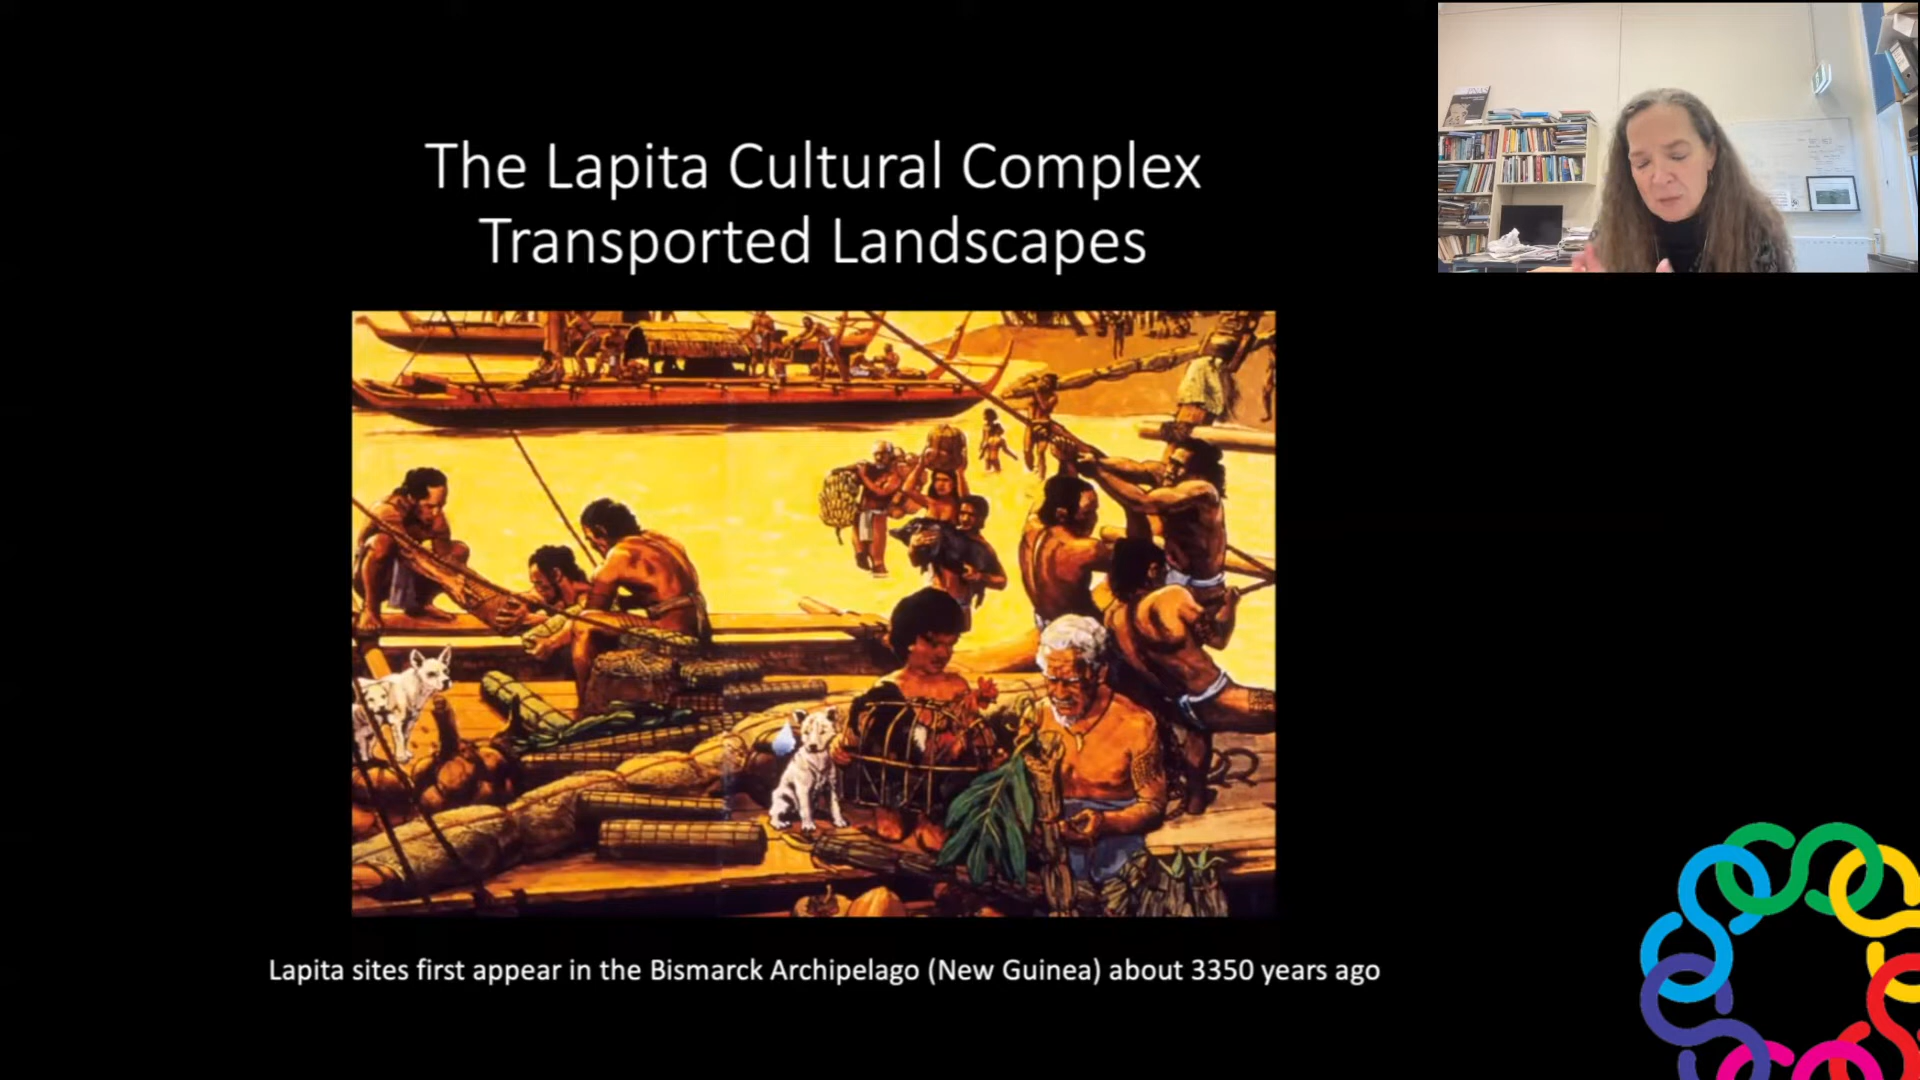 The Lapita Cultural Complex
Transported Landscapes
Lapita sites first appear in the Bismarck Archipelago (New Guinea) about 3350 years ago